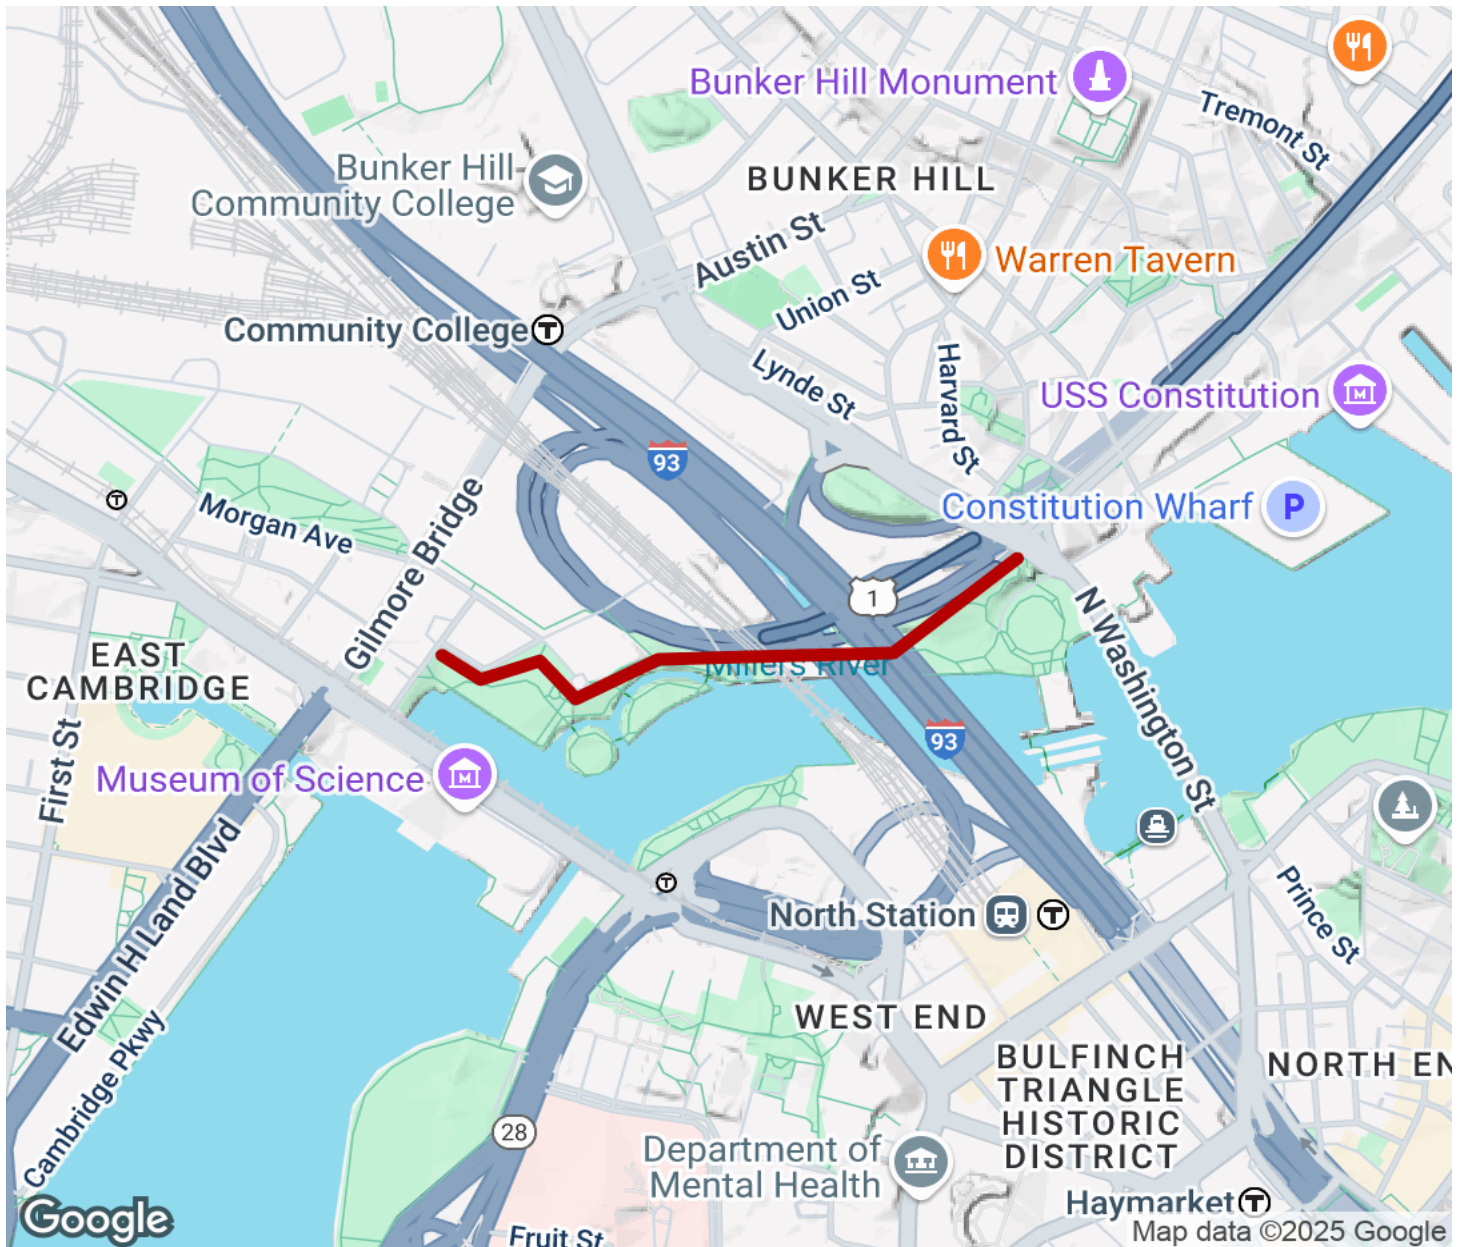 Bunker Hill Monument
Tremont St
Bunker Hill
Community College
BUNKER HILL
Austin St
Warren Tavern
Union St
Community College
T
Lynde St
Harvard St
USS Constitution
M
93
T
Morgan Ave
Constitution Wharf
P
Gilmore Bridge
1
N Washington St
EAST
CAMBRIDGE
Millers River
First St
93
Museum of Science
M
Edwin H Land Blvd
T
Prince St
North Station
T
WEST END
Cambridge Pkwy
BULFINCH
TRIANGLE
HISTORIC
DISTRICT
NORTH EN
28
Department of
Mental Health
Haymarket
T
Google
Fruit St
Map data ©2025 Google